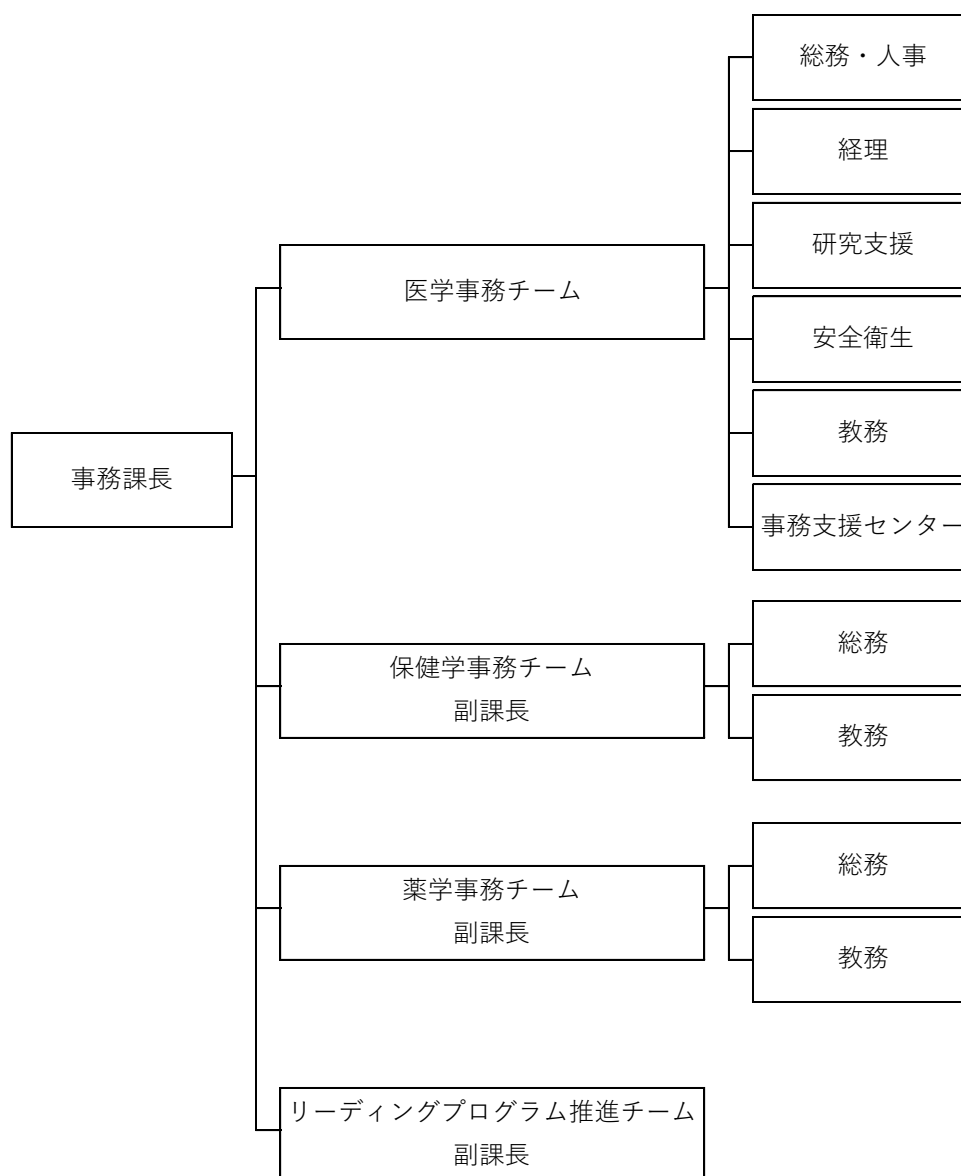 事務課長
医学事務チーム
総務・人事
経理
研究支援
安全衛生
教務
事務支援センター
保健学事務チーム
副課長
総務
教務
薬学事務チーム
副課長
総務
教務
リーディングプログラム推進チーム
副課長